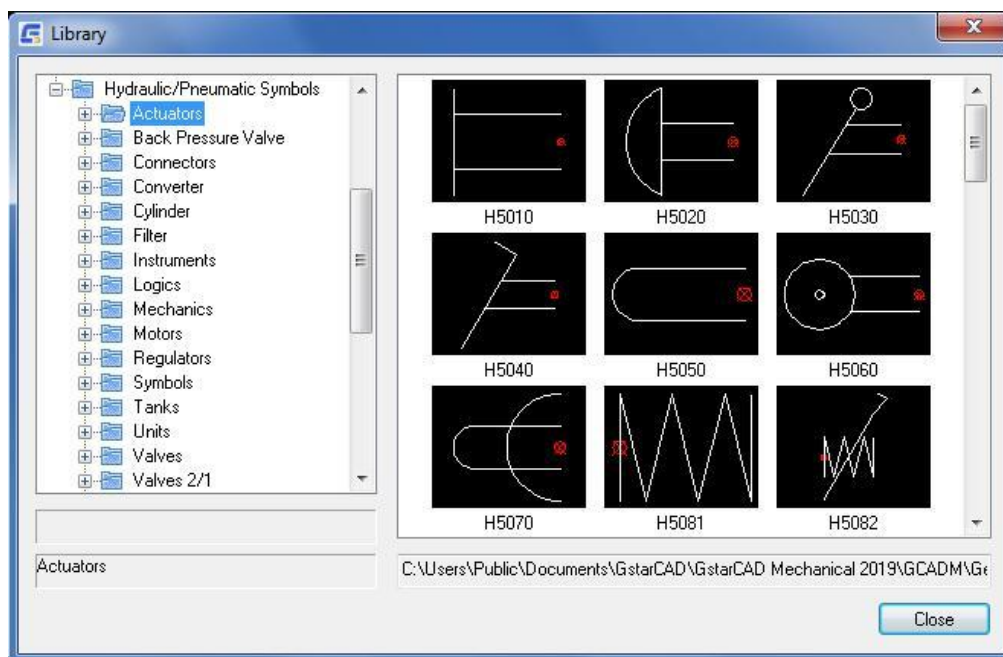 Library
Hydraulic/Pneumatic Symbols
Actuators
Back Pressure Valve
Connectors
Converter
Cylinder
Filter
Instruments
Logics
Mechanics
Motors
Regulators
Symbols
Tanks
Units
Valves
Valves 2/1
H5010 H5020 H5030
H5040 H5050 H5060
H5070 H5081 H5082
Actuators
C:\Users\Public\Documents\GstarCAD\GstarCAD Mechanical 2019\GCADM\Ge
Close